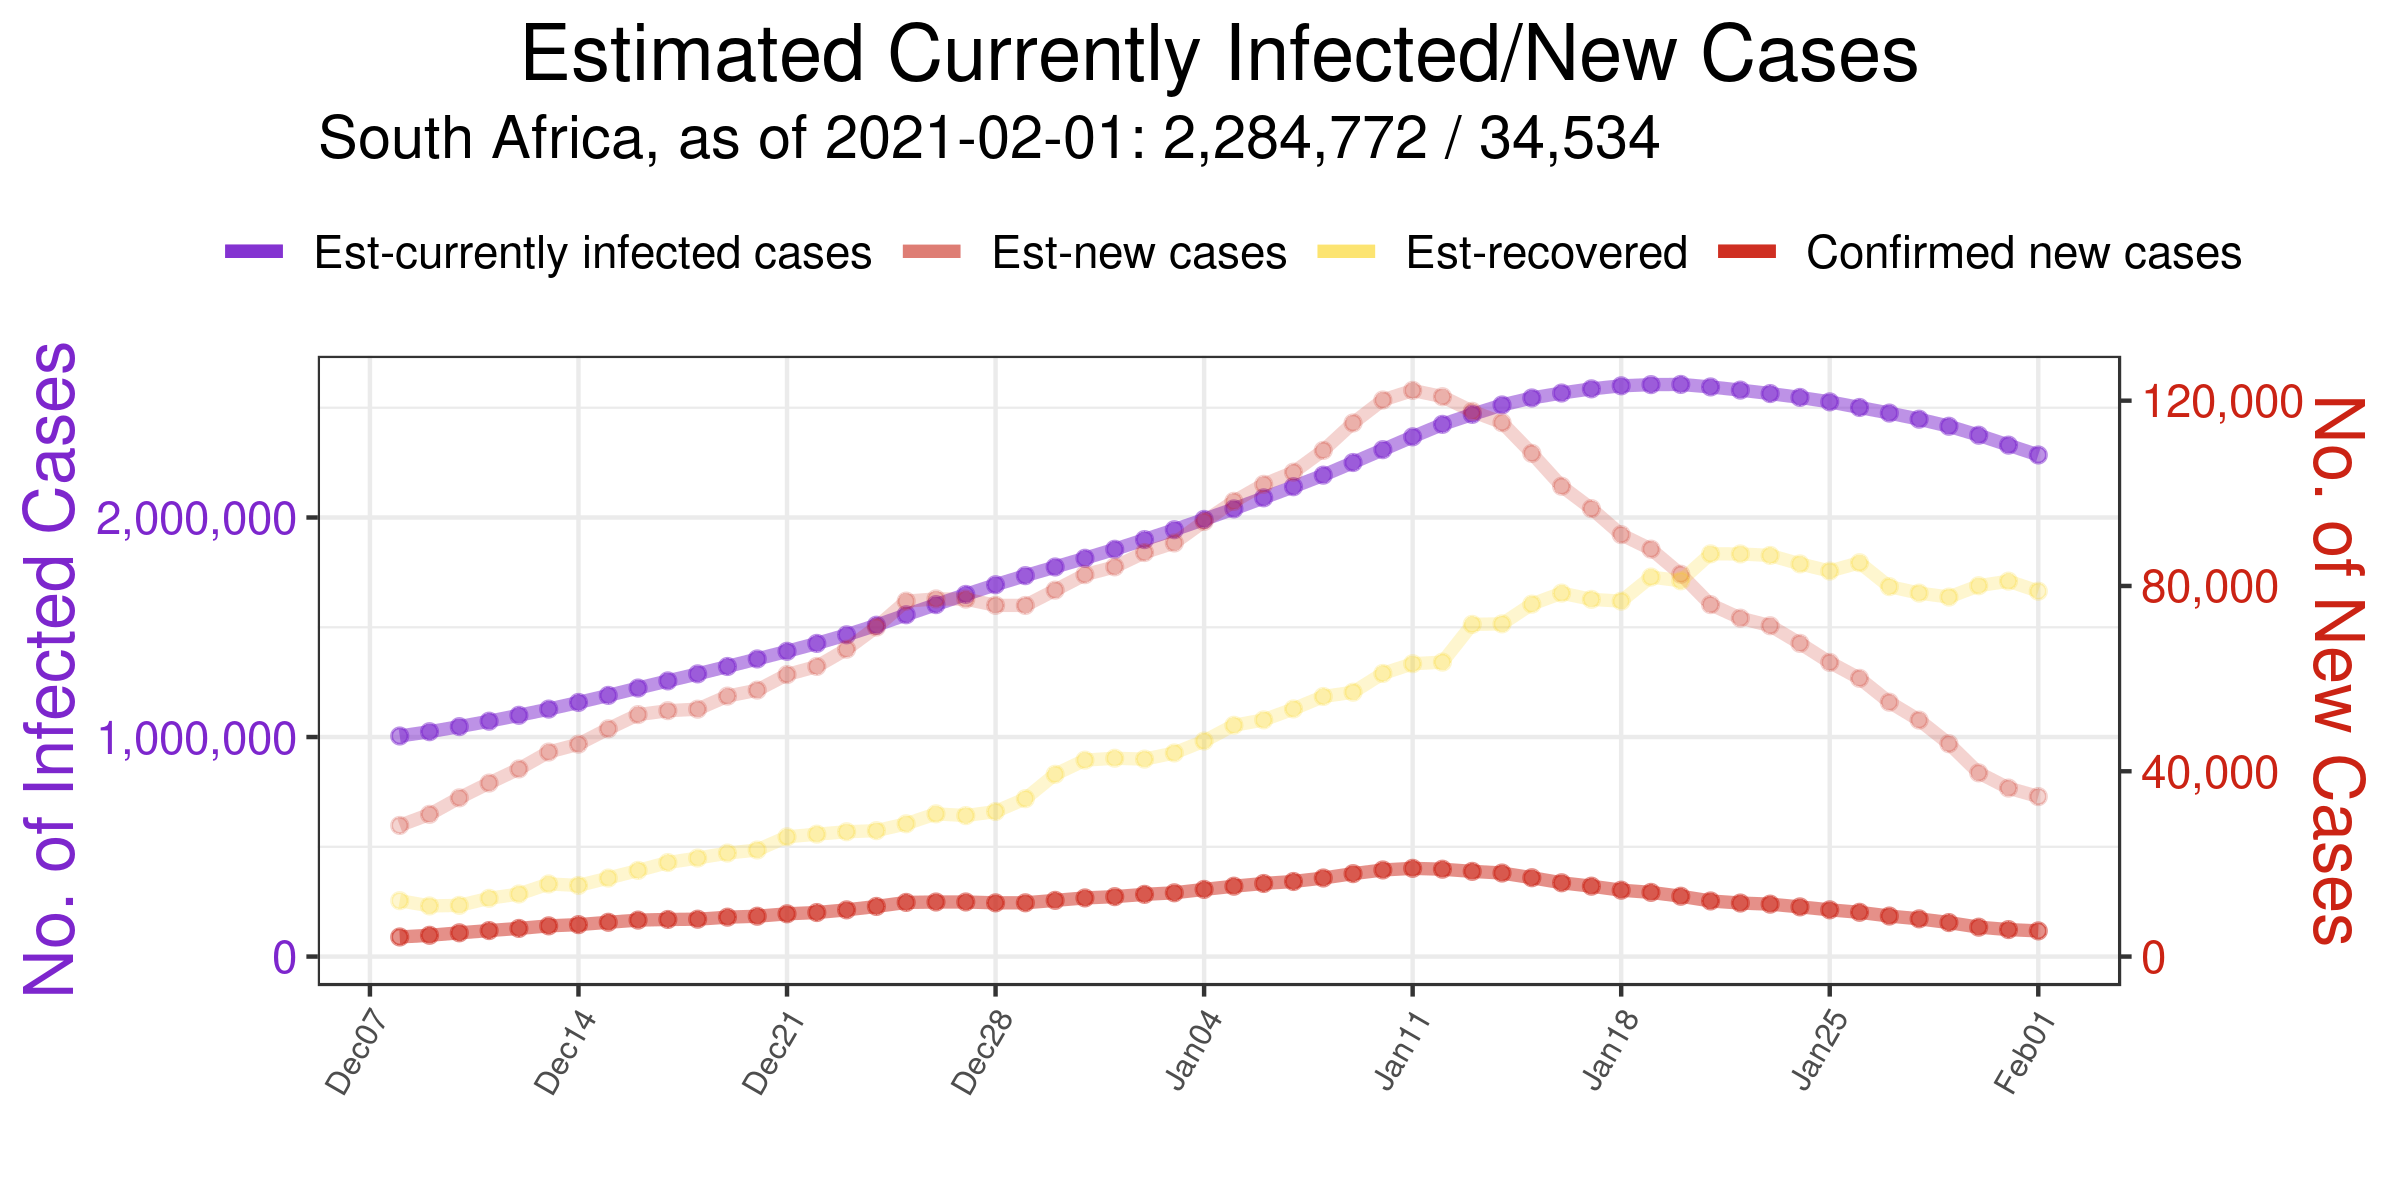 Estimated Currently Infected/New Cases
South Africa, as of 2021-02-01: 2,284,772 / 34,534
Est-currently infected cases Est-new cases Est-recovered Confirmed new cases
No. of Infected Cases
2,000,000
1,000,000
0
120,000
80,000
40,000
0
No. of New Cases
Dec07 Dec14 Dec21 Dec28 Jan04 Jan11 Jan18 Jan25 Feb01